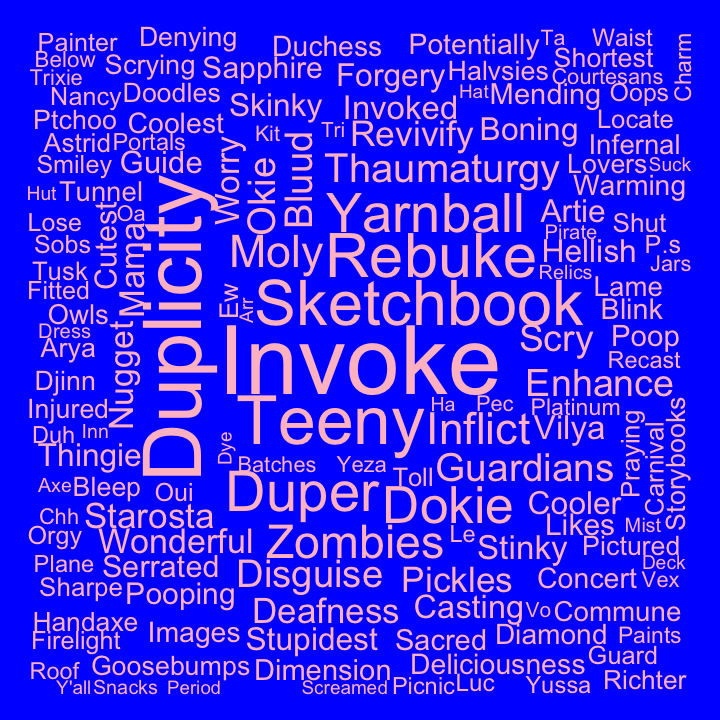 Painter Denying Duchess Potentially Ta Waist
Below Scrying Sapphire Forgery Halvsies Shortest Charm
Trixie Courtesans
Nancy Doodles Skinky Invoked Hat Mending Oops
Ptchoo Coolest Kit Tri Revivify Boning Locate
Astrid Portals Infernal
Smiley Guide Worry Okie Bluud Thaumaturgy Lovers Suck
Hut Tunnel Warming
Lose Cutest Oa Duplicity Yarnball Artie Shut
Sobs Mama Moly Rebuke Pirate Hellish P.s
Tusk Relics Jars
Fitted Ew Arr Sketchbook Lame
Owls Blink
Dress Nugget Invoke Scry Poop
Arya Recast
Djinn Enhance
Injured Teeny Ha Pec Platinum
Duh Inn Inflict Vilya Praying Carnival Storybooks
Thingie Dye Batches Yeza Toll Guardians
Axe Bleep Oui Duper Dokie Cooler
Chh Starosta Likes Mist
Orgy Wonderful Zombies Le Stinky Pictured
Plane Serrated Disguise Pickles Concert Deck
Sharpe Pooping Vex
Handaxe Deafness Casting Vo Commune
Firelight Images Stupidest Sacred Diamond Paints
Roof Goosebumps Dimension Deliciousness Guard
Y'all Snacks Period Screamed Picnic Luc Yussa Richter